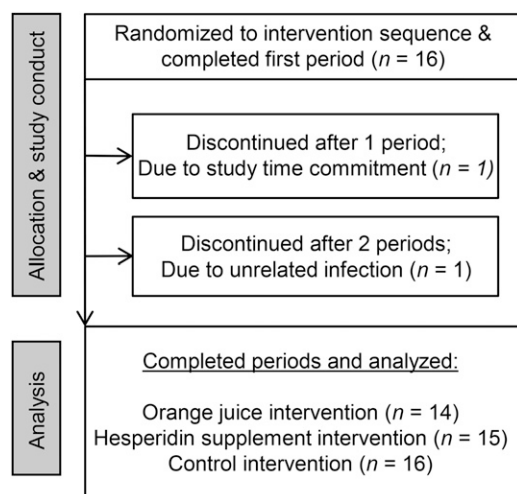 Allocation & study conduct
Randomized to intervention sequence &
completed first period (n = 16)
Discontinued after 1 period;
Due to study time commitment (n = 1)
Discontinued after 2 periods;
Due to unrelated infection (n = 1)
Analysis
Completed periods and analyzed:
Orange juice intervention (n = 14)
Hesperidin supplement intervention (n = 15)
Control intervention (n = 16)